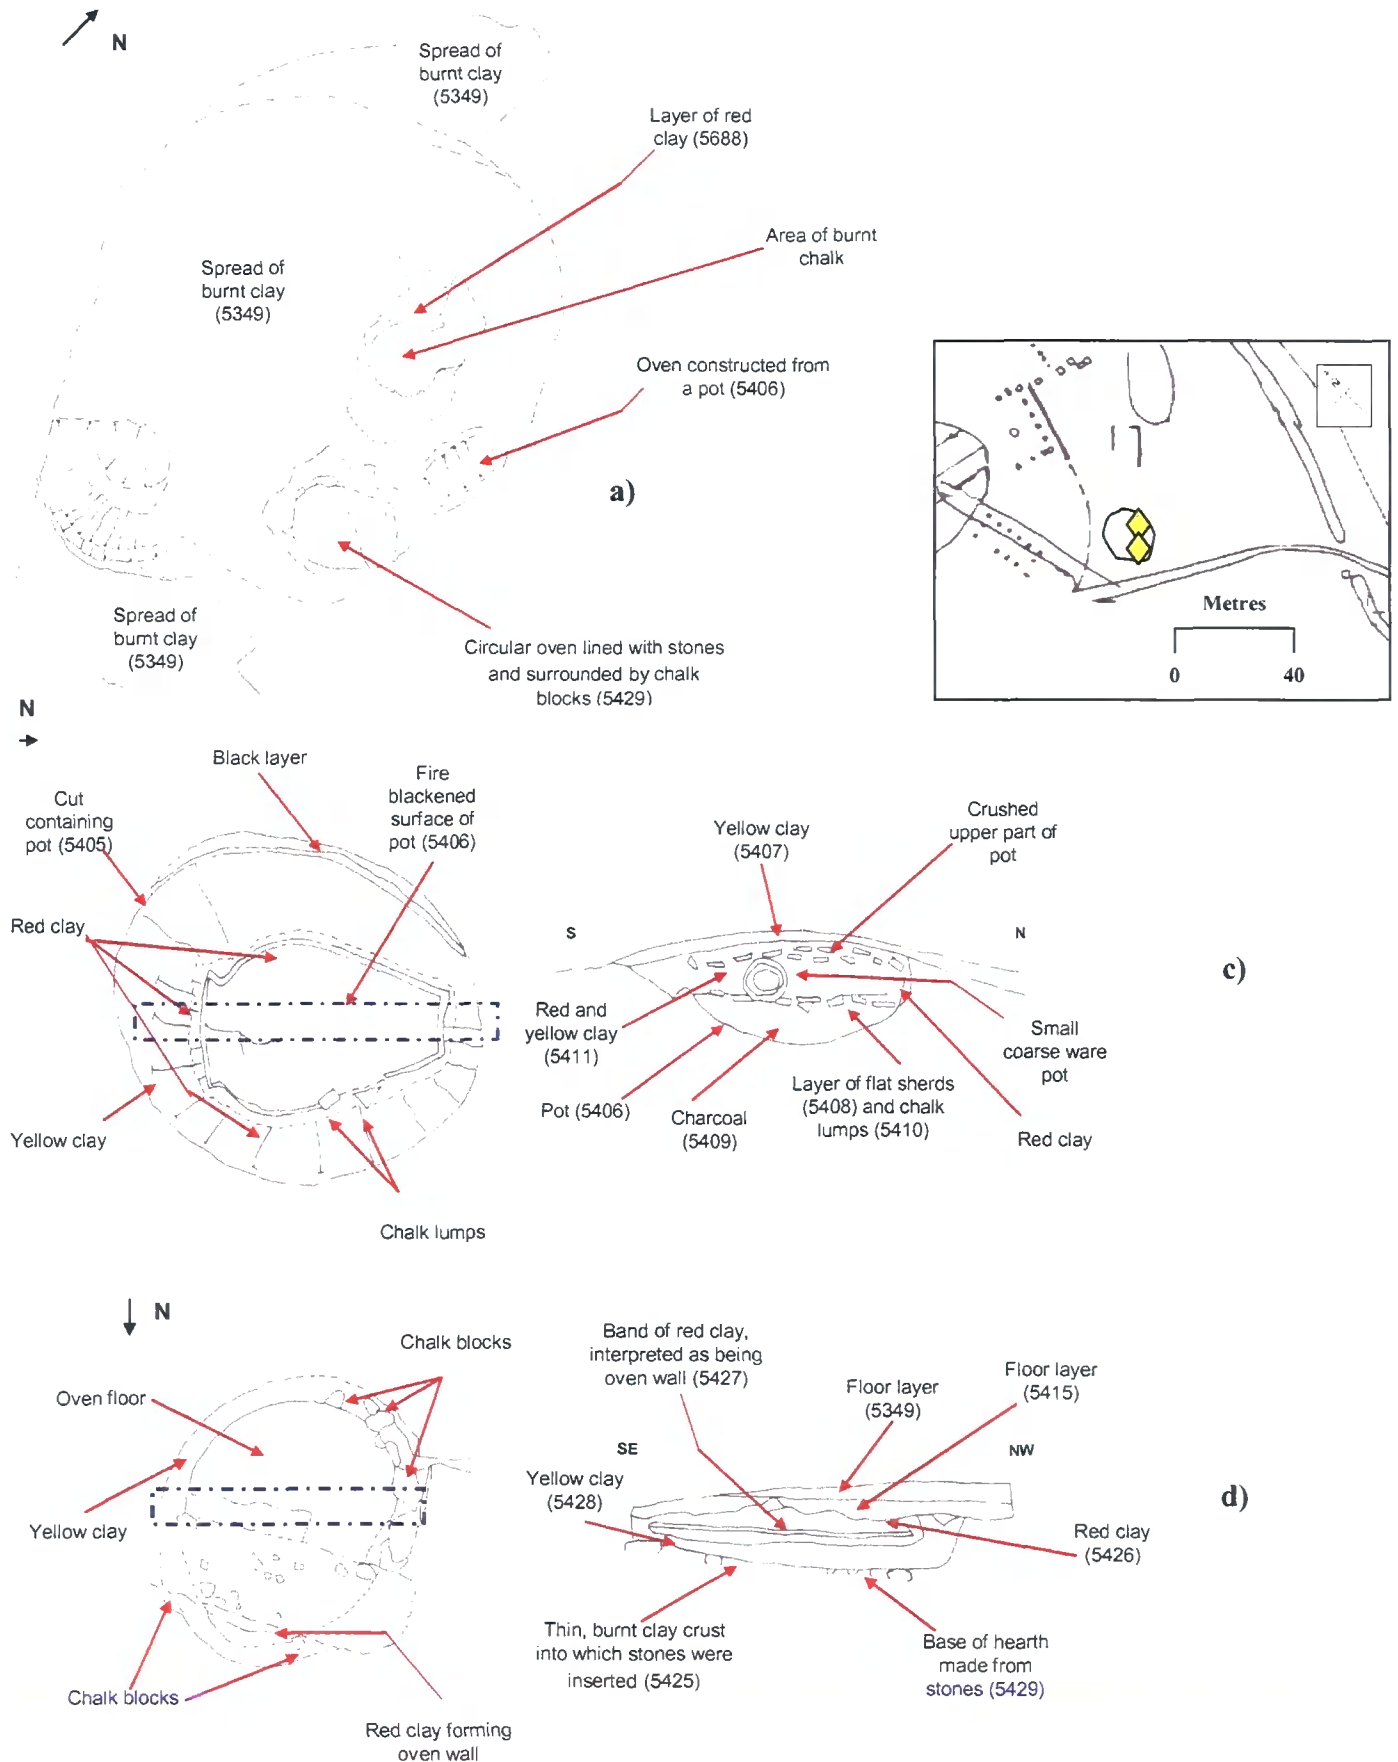 N
Spread of
burnt clay
(5349)
Layer of red
clay (5688)
Area of burnt
chalk
Spread of
burnt clay
(5349)
Oven constructed from
a pot (5406)
a)
Spread of
burnt clay
(5349)
Circular oven lined with stones
and surrounded by chalk
blocks (5429)
Metres
0 40
N
Black layer
Fire
blackened
surface of
pot (5406)
Cut
containing
pot (5405)
Red clay
Yellow clay
Chalk lumps
Yellow clay
(5407)
Crushed
upper part of
pot
S
N
c)
Red and
yellow clay
(5411)
Small
coarse ware
pot
Pot (5406)
Charcoal
(5409)
Layer of flat sherds
(5408) and chalk
lumps (5410)
Red clay
N
Chalk blocks
Oven floor
Yellow clay
Chalk blocks
Red clay forming
oven wall
Band of red clay,
interpreted as being
oven wall (5427)
Floor layer
(5349)
Floor layer
(5415)
SE
NW
Yellow clay
(5428)
d)
Red clay
(5426)
Thin, burnt clay crust
into which stones were
inserted (5425)
Base of hearth
made from
stones (5429)